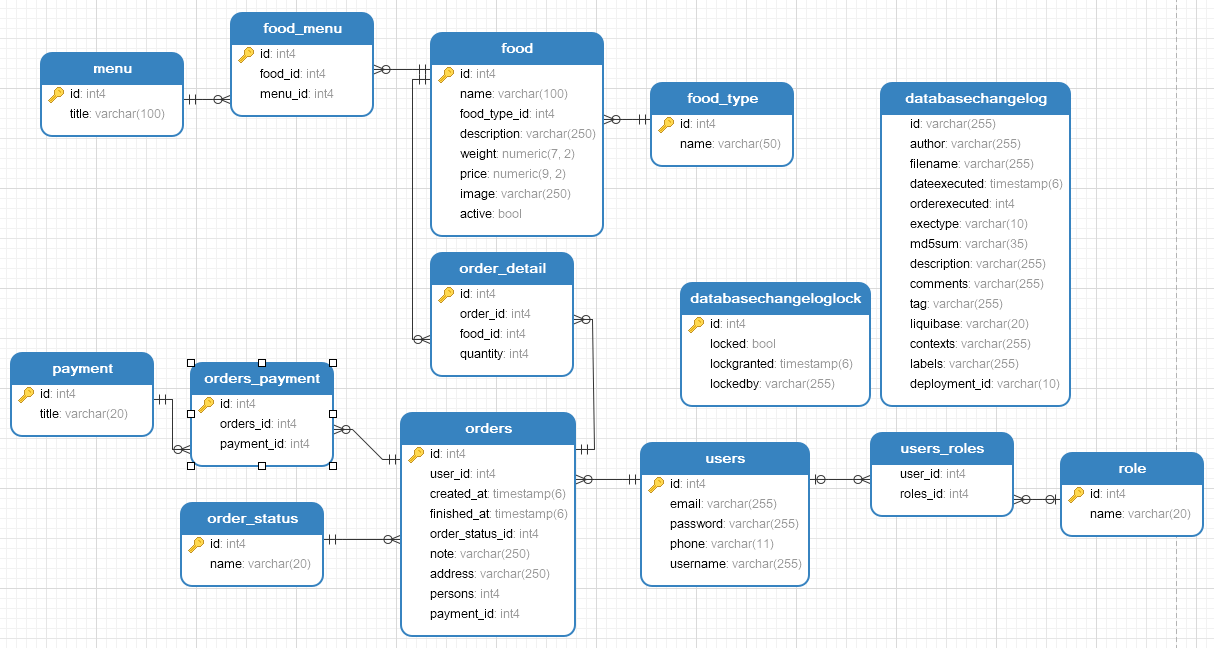 menu
id: int4
title: varchar(100)
food_menu
id: int4
food_id: int4
menu_id: int4
food
id: int4
name: varchar(100)
food_type_id: int4
description: varchar(250)
weight: numeric(7, 2)
price: numeric(9, 2)
image: varchar(250)
active: bool
food_type
id: int4
name: varchar(50)
databasechangelog
id: varchar(255)
author: varchar(255)
filename: varchar(255)
dateexecuted: timestamp(6)
orderexecuted: int4
exectype: varchar(10)
md5sum: varchar(35)
description: varchar(255)
comments: varchar(255)
tag: varchar(255)
liquibase: varchar(20)
contexts: varchar(255)
labels: varchar(255)
deployment_id: varchar(10)
order_detail
id: int4
order_id: int4
food_id: int4
quantity: int4
databasechangeloglock
id: int4
locked: bool
lockgranted: timestamp(6)
lockedby: varchar(255)
payment
id: int4
title: varchar(20)
orders_payment
id: int4
orders_id: int4
payment_id: int4
orders
id: int4
user_id: int4
created_at: timestamp(6)
finished_at: timestamp(6)
order_status_id: int4
note: varchar(250)
address: varchar(250)
persons: int4
payment_id: int4
order_status
id: int4
name: varchar(20)
users
id: int4
email: varchar(255)
password: varchar(255)
phone: varchar(11)
username: varchar(255)
users_roles
user_id: int4
roles_id: int4
role
id: int4
name: varchar(20)